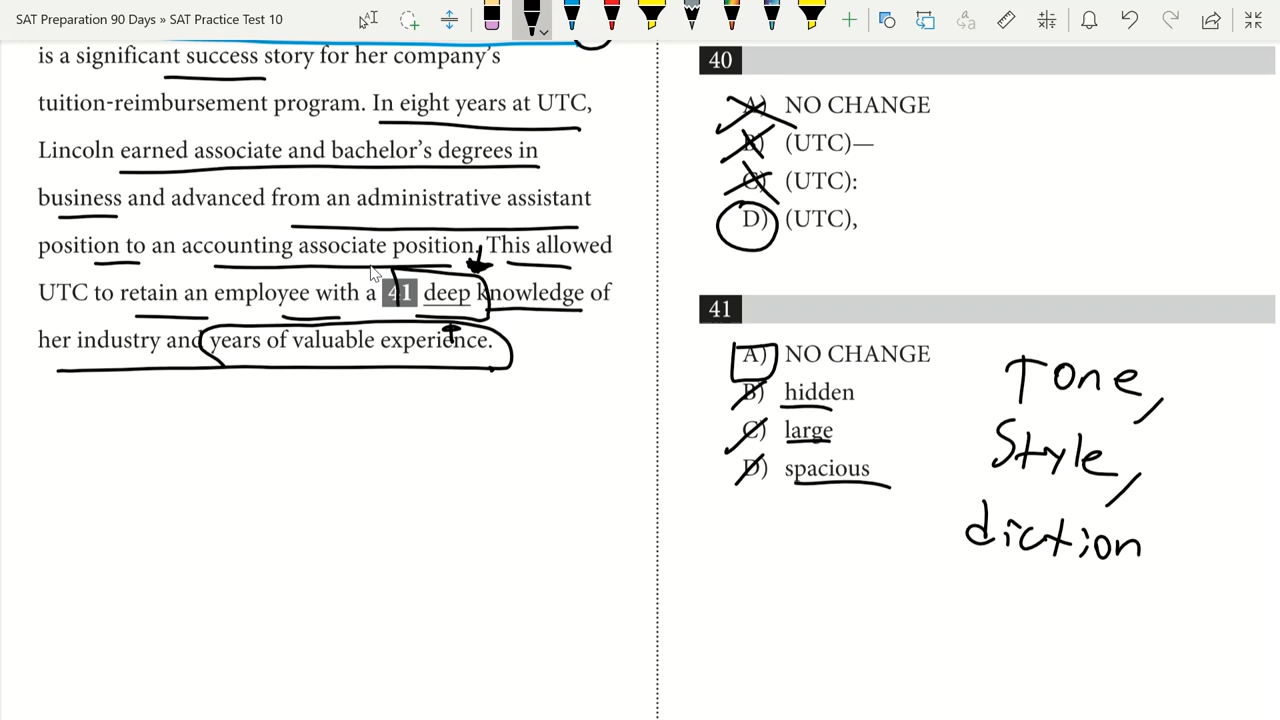 SAT Preparation 90 Days » SAT Practice Test 10
is a significant success story for her company's
tuition-reimbursement program. In eight years at UTC,
Lincoln earned associate and bachelor's degrees in
business and advanced from an administrative assistant
position to an accounting associate position. This allowed
UTC to retain an employee with a 41 deep knowledge of
her industry and years of valuable experience.
40
A) NO CHANGE
B) (UTC)—
C) (UTC):
D) (UTC),
41
A) NO CHANGE
B) hidden
C) large
D) spacious
Tone,
Style,
diction